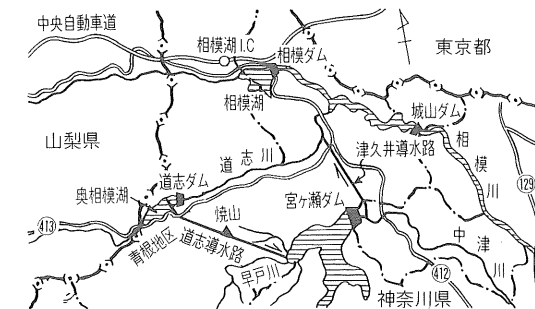 中央自動車道
相模湖I.C
相模ダム
東京都
相模湖
城山ダム
山梨県
道志川
津久井導水路
相模川
奥相模湖
道志ダム
129
宮ヶ瀬ダム
焼山
413
青根地区
道志導水路
中津川
早戸川
412
神奈川県